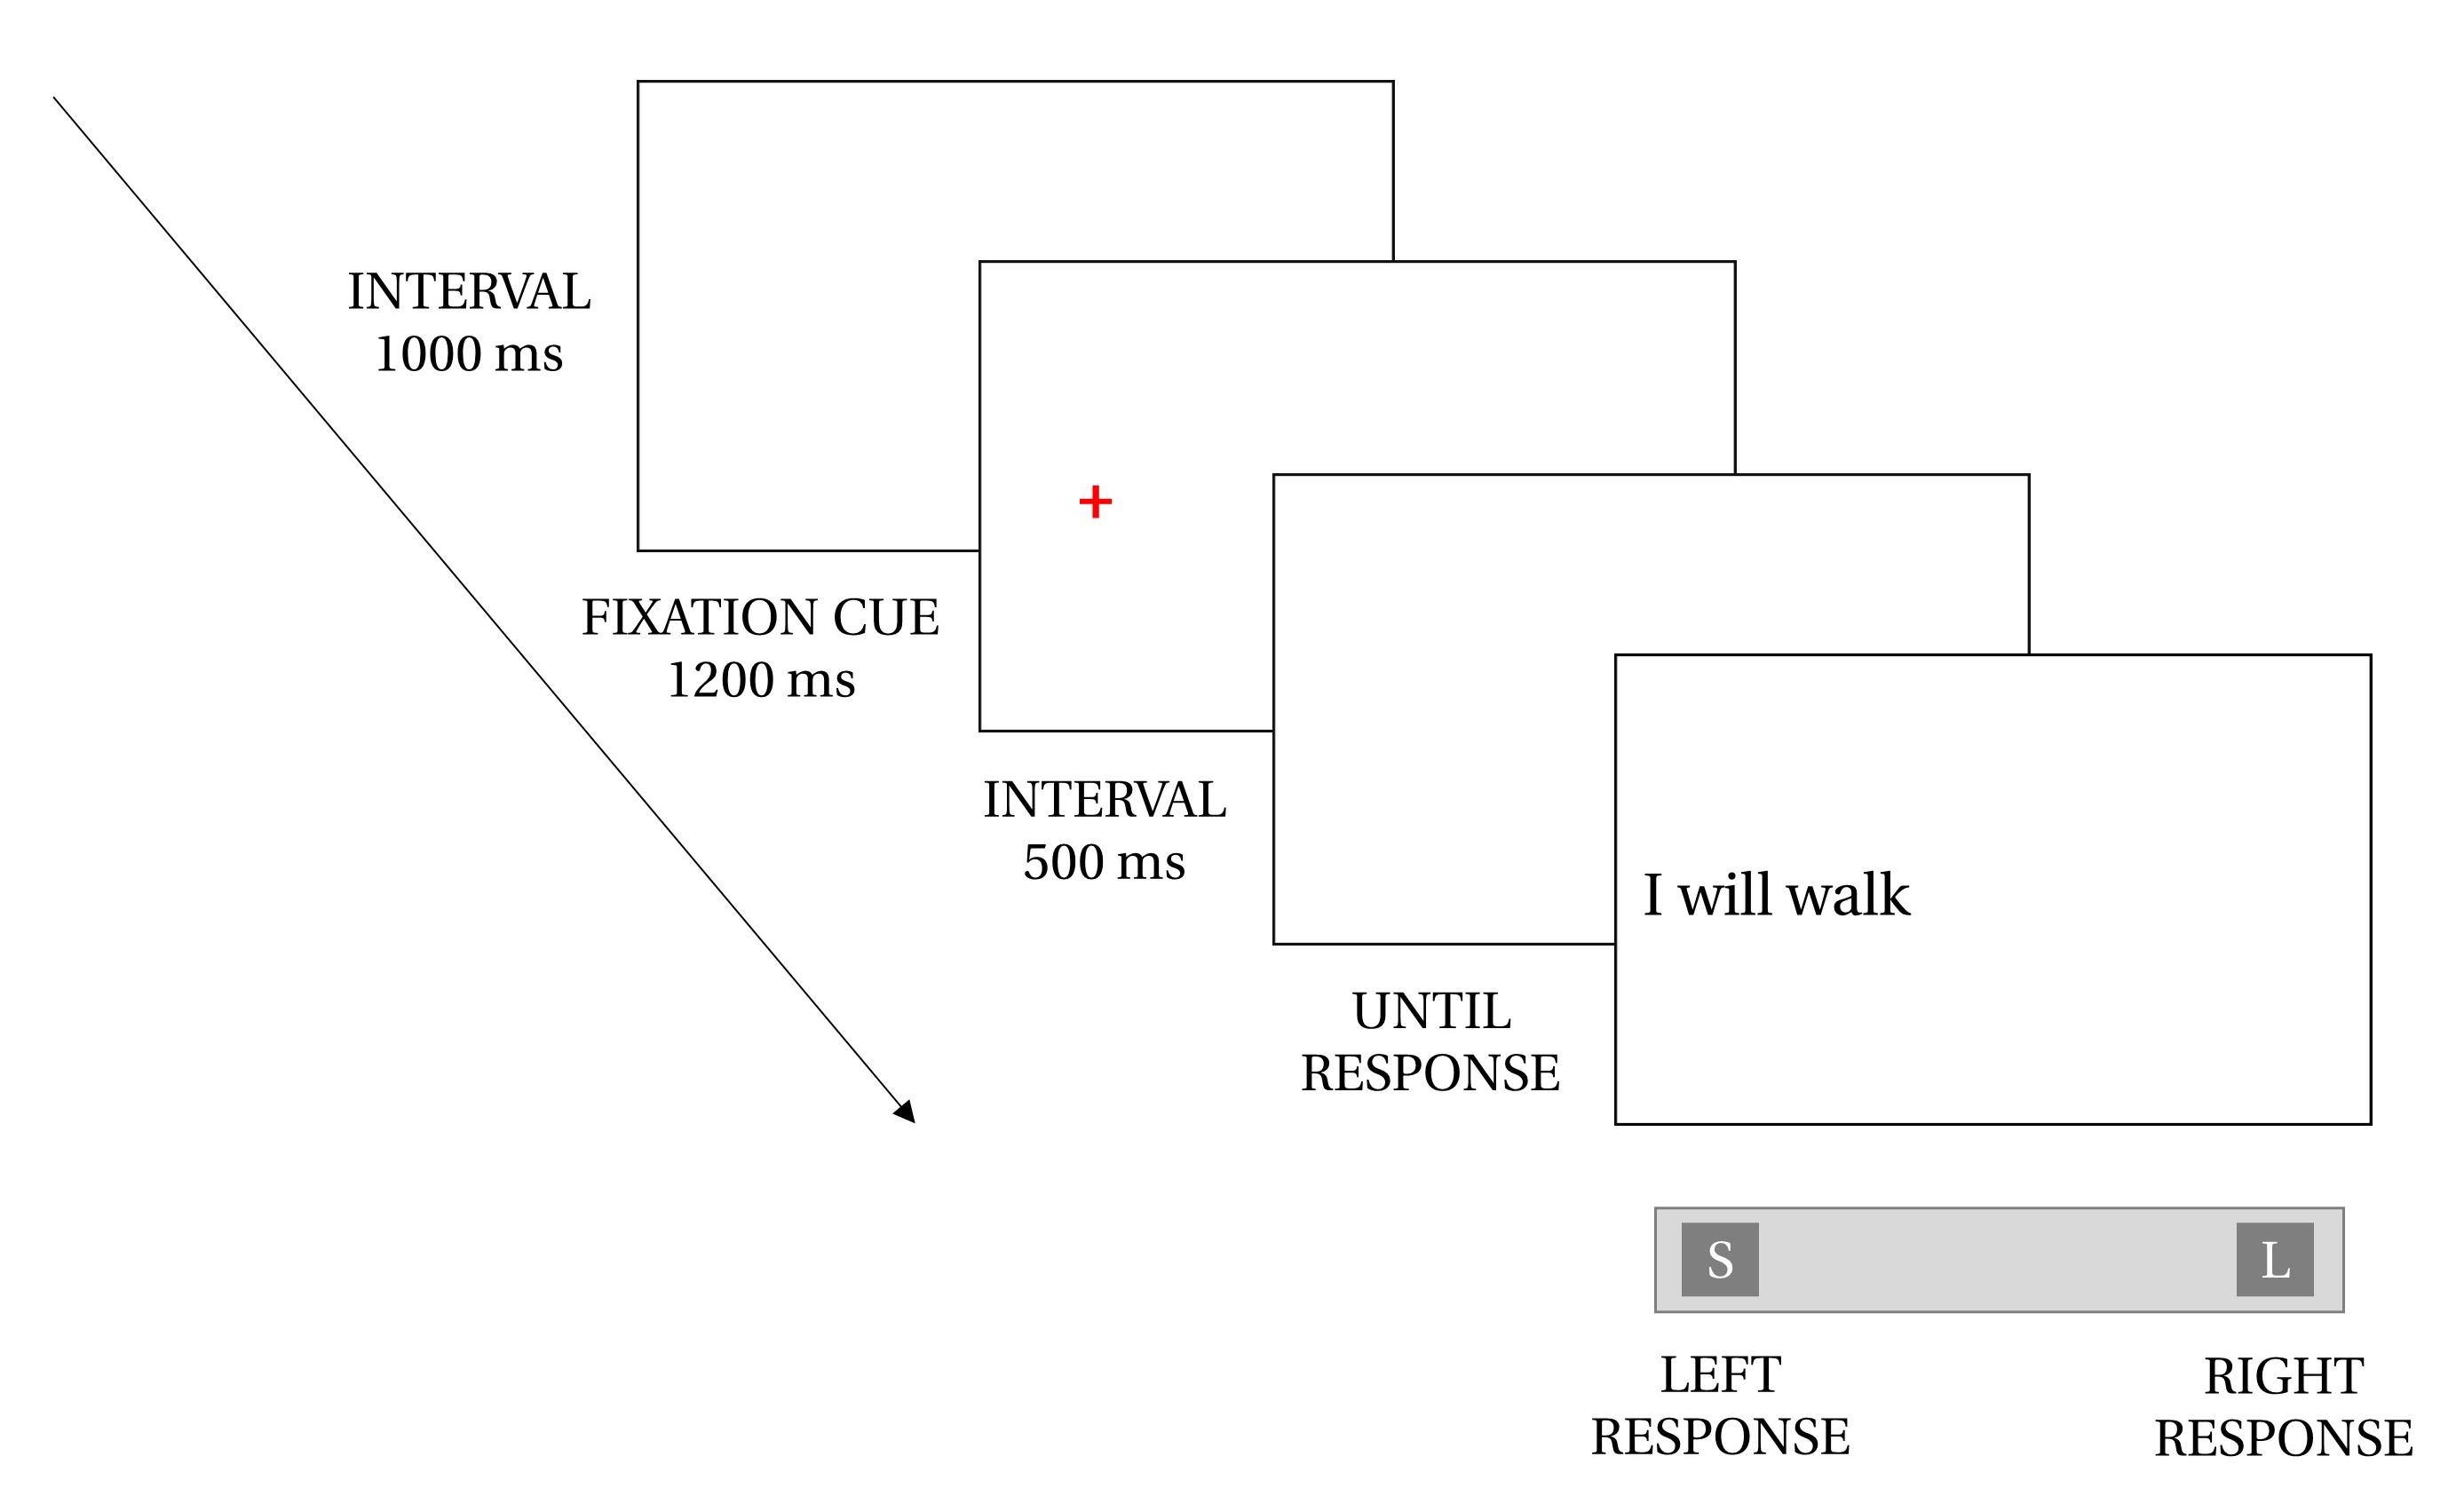 INTERVAL
1000 ms
FIXATION CUE
1200 ms
INTERVAL
500 ms
I will walk
UNTIL
RESPONSE
S
L
LEFT
RESPONSE
RIGHT
RESPONSE